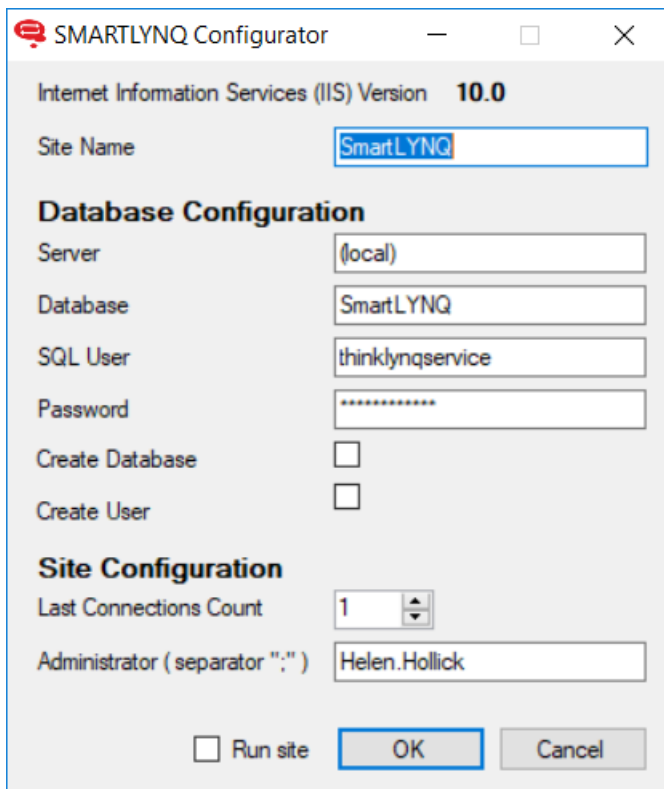 SMARTLYNQ Configurator
Internet Information Services (IIS) Version 10.0
Site Name SmartLYNQ
Database Configuration
Server (local)
Database SmartLYNQ
SQL User thinklynqservice
Password ************
Create Database
Create User
Site Configuration
Last Connections Count 1
Administrator ( separator ";" ) Helen.Hollick
Run site OK Cancel